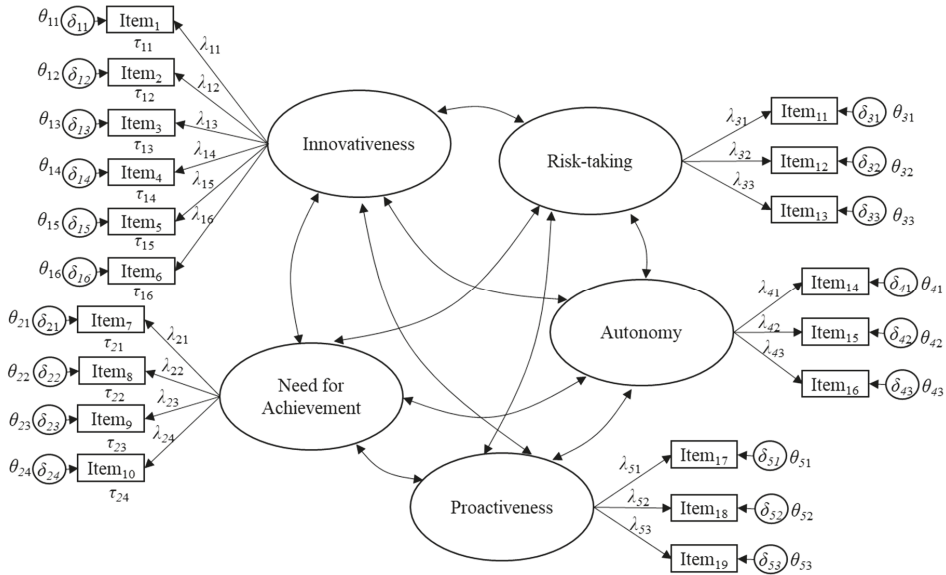 θ11 δ11 Item1
τ11
λ11
θ12 δ12 Item2
τ12
λ12
θ13 δ13 Item3
τ13
λ13
θ14 δ14 Item4
τ14
λ14
θ15 δ15 Item5
τ15
λ15
θ16 δ16 Item6
τ16
λ16
Innovativeness
Risk-taking
λ31 Item11 δ31 θ31
λ32 Item12 δ32 θ32
λ33 Item13 δ33 θ33
Autonomy
λ41 Item14 δ41 θ41
λ42 Item15 δ42 θ42
λ43 Item16 δ43 θ43
θ21 δ21 Item7
τ21
λ21
θ22 δ22 Item8
τ22
λ22
θ23 δ23 Item9
τ23
λ23
θ24 δ24 Item10
τ24
λ24
Need for
Achievement
Proactiveness
λ51 Item17 δ51 θ51
λ52 Item18 δ52 θ52
λ53 Item19 δ53 θ53